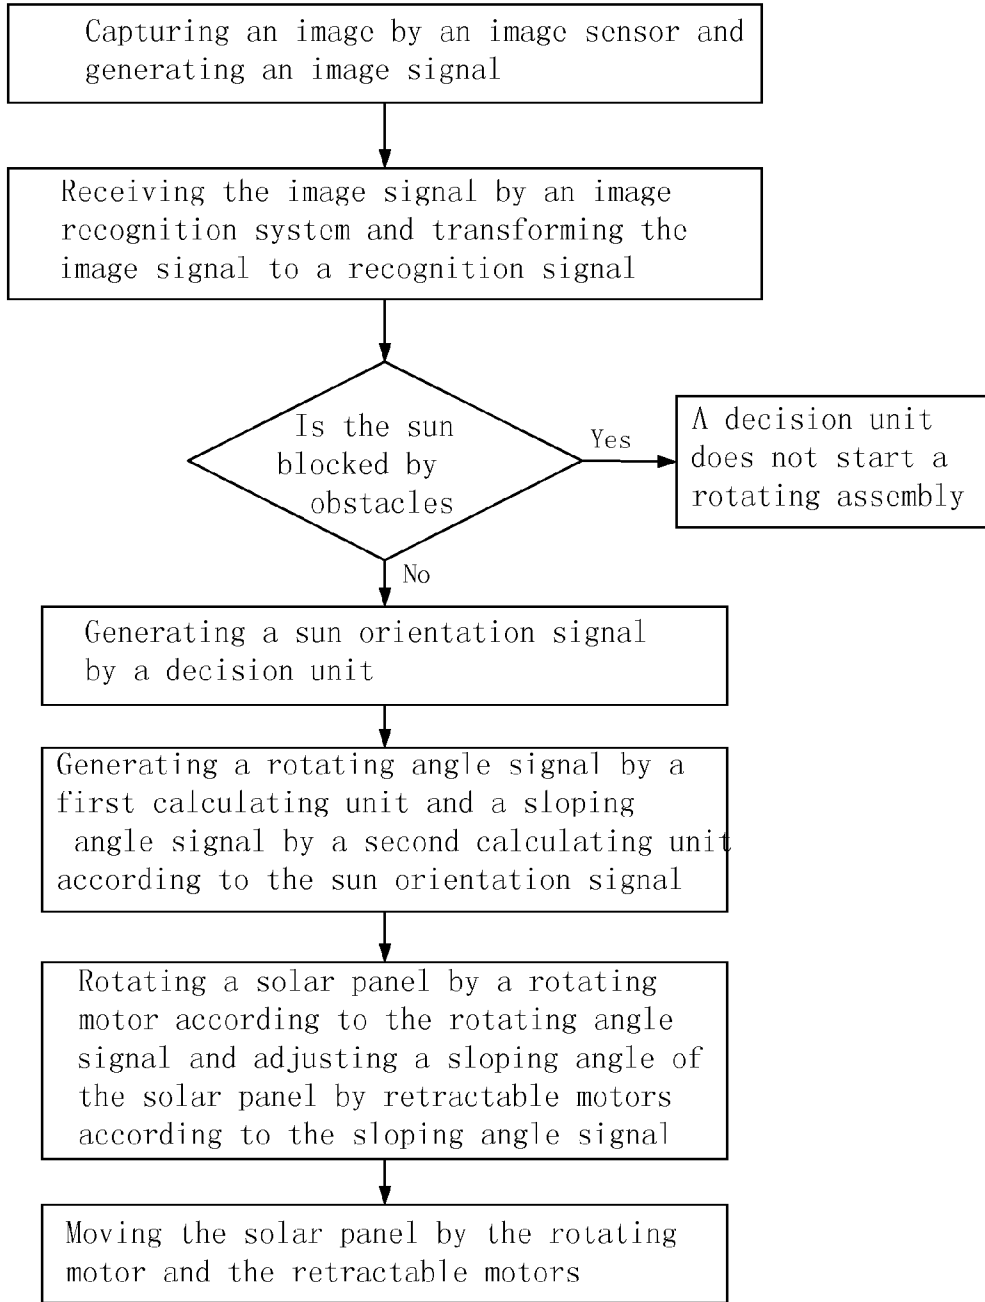 Capturing an image by an image sensor and
generating an image signal
Receiving the image signal by an image
recognition system and transforming the
image signal to a recognition signal
Is the sun
blocked by
obstacles
Yes
A decision unit
does not start a
rotating assembly
No
Generating a sun orientation signal
by a decision unit
Generating a rotating angle signal by a
first calculating unit and a sloping
angle signal by a second calculating unit
according to the sun orientation signal
Rotating a solar panel by a rotating
motor according to the rotating angle
signal and adjusting a sloping angle of
the solar panel by retractable motors
according to the sloping angle signal
Moving the solar panel by the rotating
motor and the retractable motors